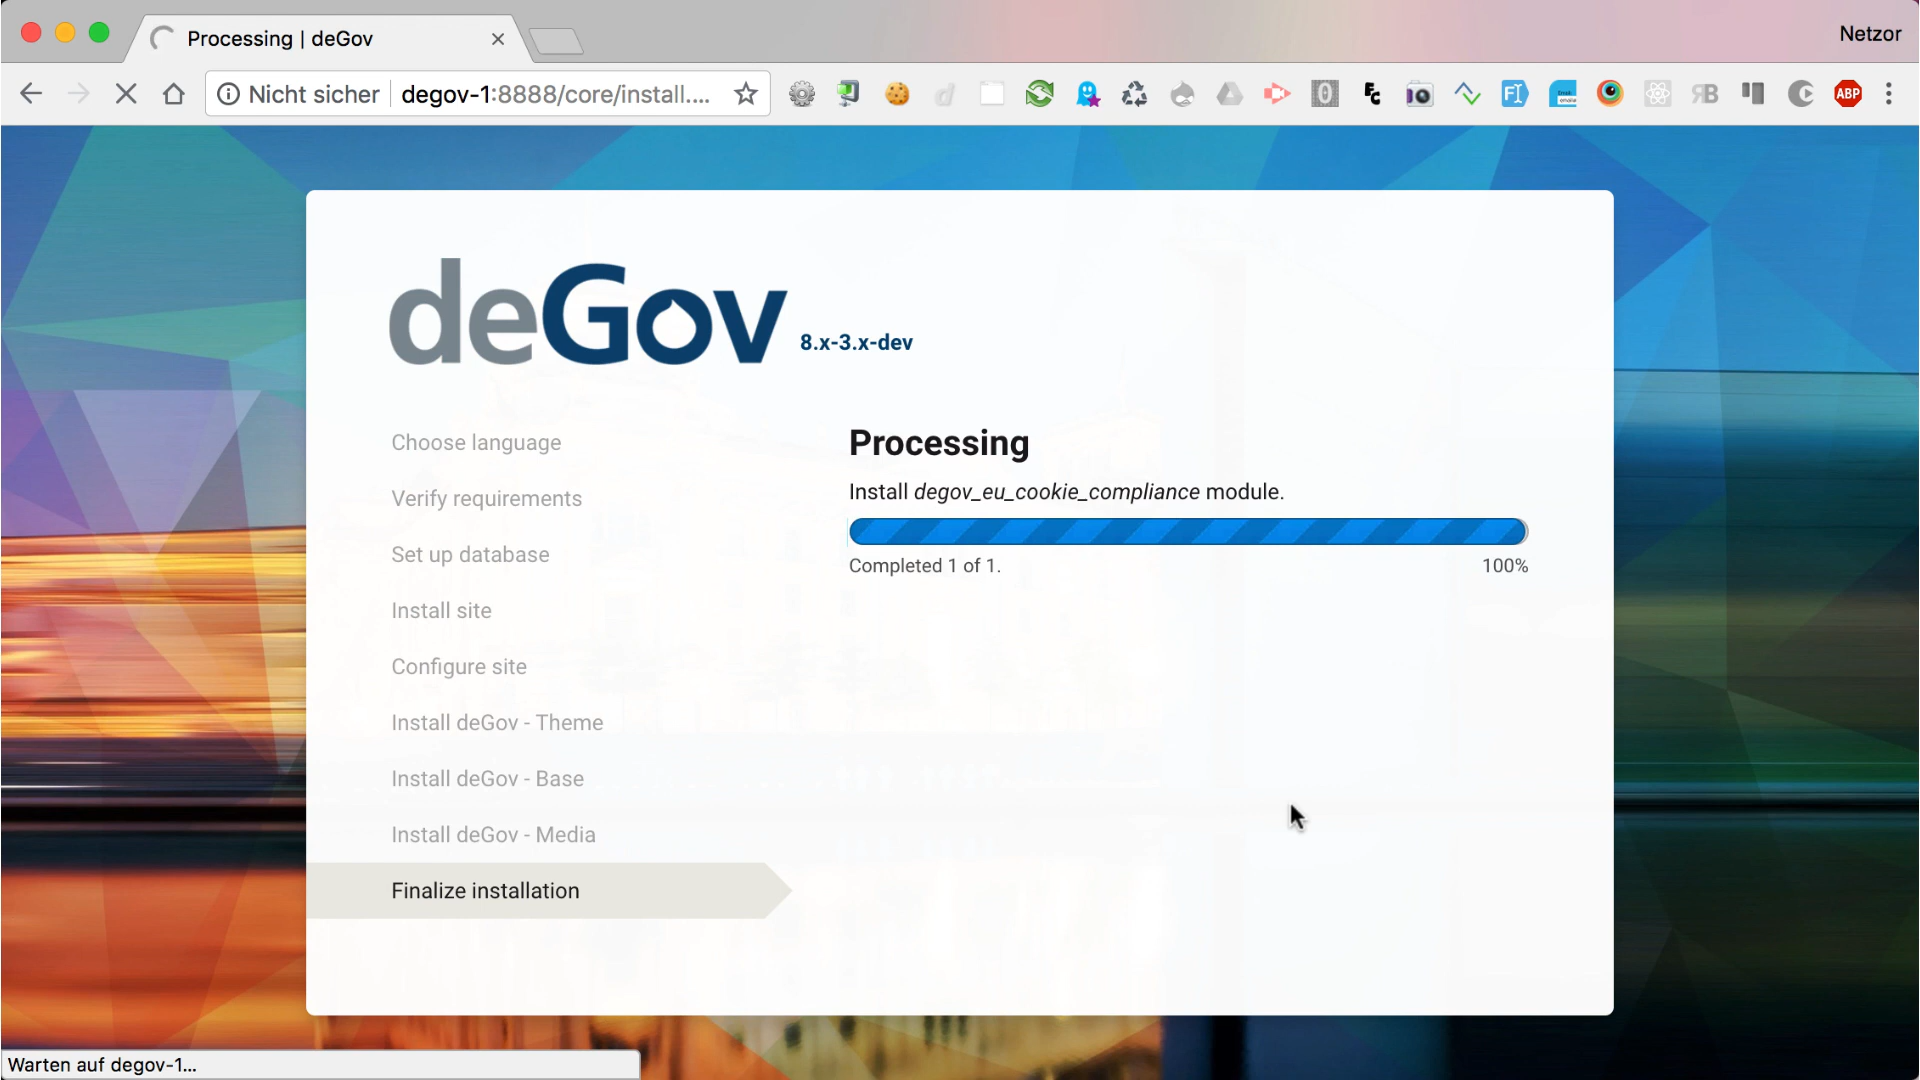 Processing | deGov
Netzor
Nicht sicher
degov-1:8888/core/install....
FI
ABP
deGov
8.x-3.x-dev
Choose language
Verify requirements
Set up database
Install site
Configure site
Install deGov - Theme
Install deGov - Base
Install deGov - Media
Finalize installation
Processing
Install degov_eu_cookie_compliance module.
Completed 1 of 1.
100%
Warten auf degov-1...